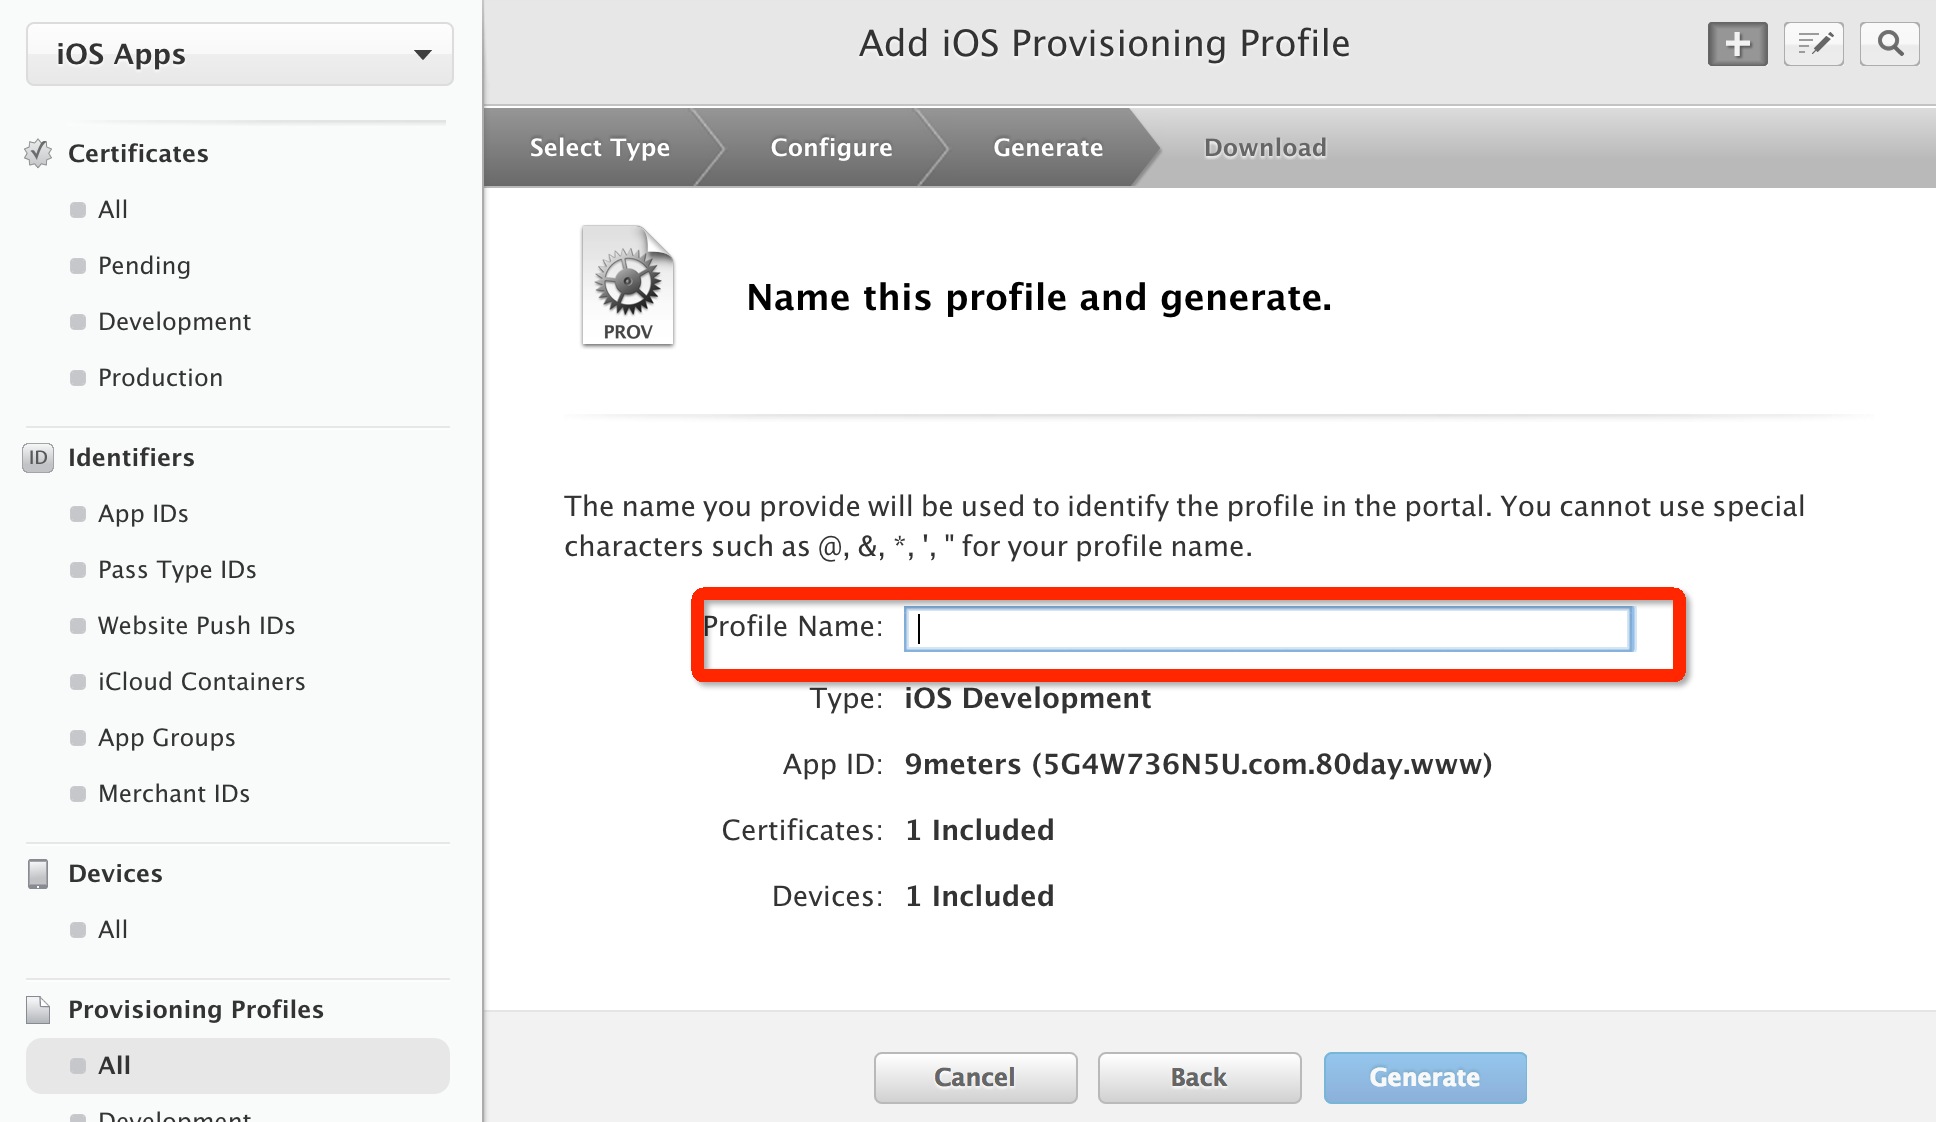 iOS Apps
Certificates
All
Pending
Development
Production
ID Identifiers
App IDs
Pass Type IDs
Website Push IDs
iCloud Containers
App Groups
Merchant IDs
Devices
All
Provisioning Profiles
All
Development
Add iOS Provisioning Profile
Select Type Configure Generate Download
PROV
Name this profile and generate.
The name you provide will be used to identify the profile in the portal. You cannot use special
characters such as @, &, *, ', " for your profile name.
Profile Name:
Type: iOS Development
App ID: 9meters (5G4W736N5U.com.80day.www)
Certificates: 1 Included
Devices: 1 Included
Cancel Back Generate